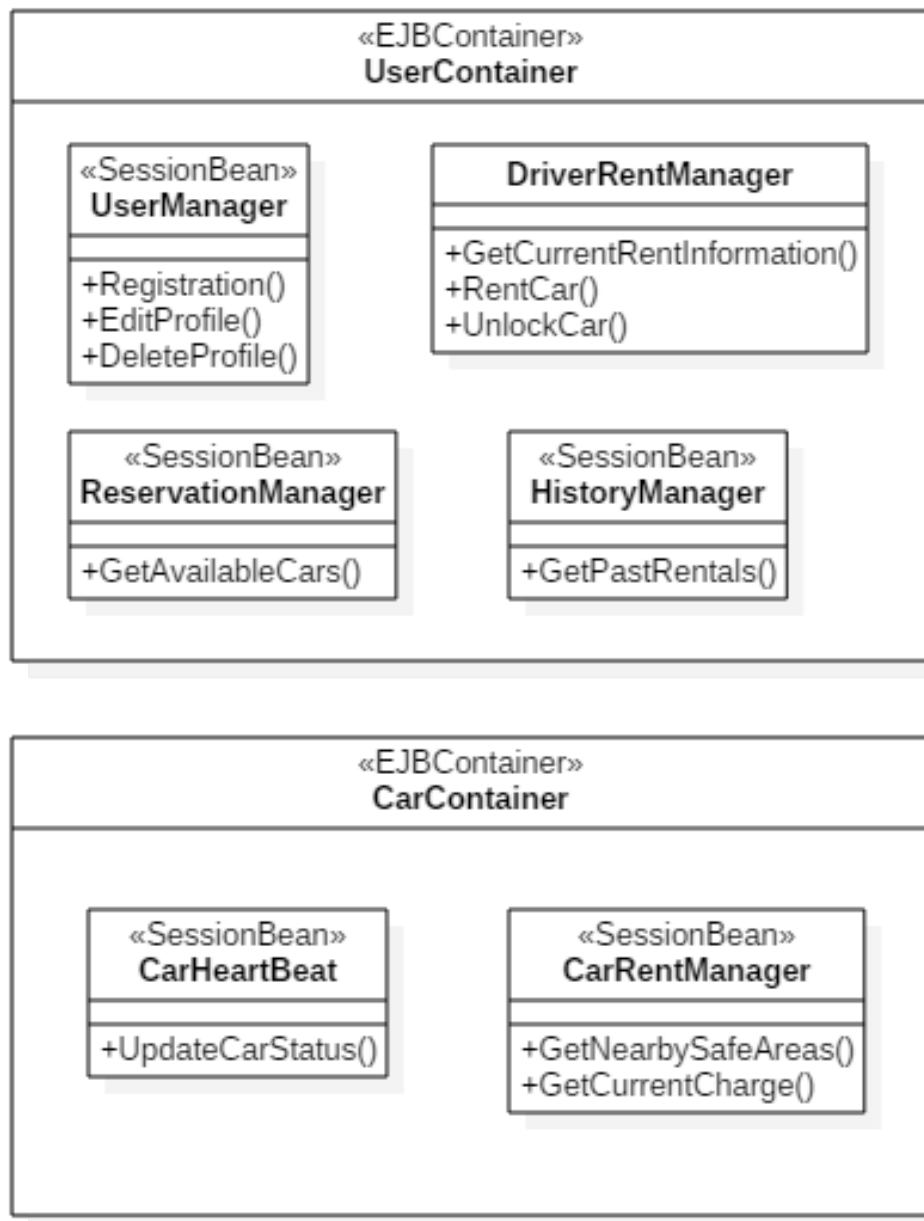 «EJBContainer»
UserContainer
«SessionBean»
UserManager
+Registration()
+EditProfile()
+DeleteProfile()
DriverRentManager
+GetCurrentRentInformation()
+RentCar()
+UnlockCar()
«SessionBean»
ReservationManager
+GetAvailableCars()
«SessionBean»
HistoryManager
+GetPastRentals()
«EJBContainer»
CarContainer
«SessionBean»
CarHeartBeat
+UpdateCarStatus()
«SessionBean»
CarRentManager
+GetNearbySafeAreas()
+GetCurrentCharge()